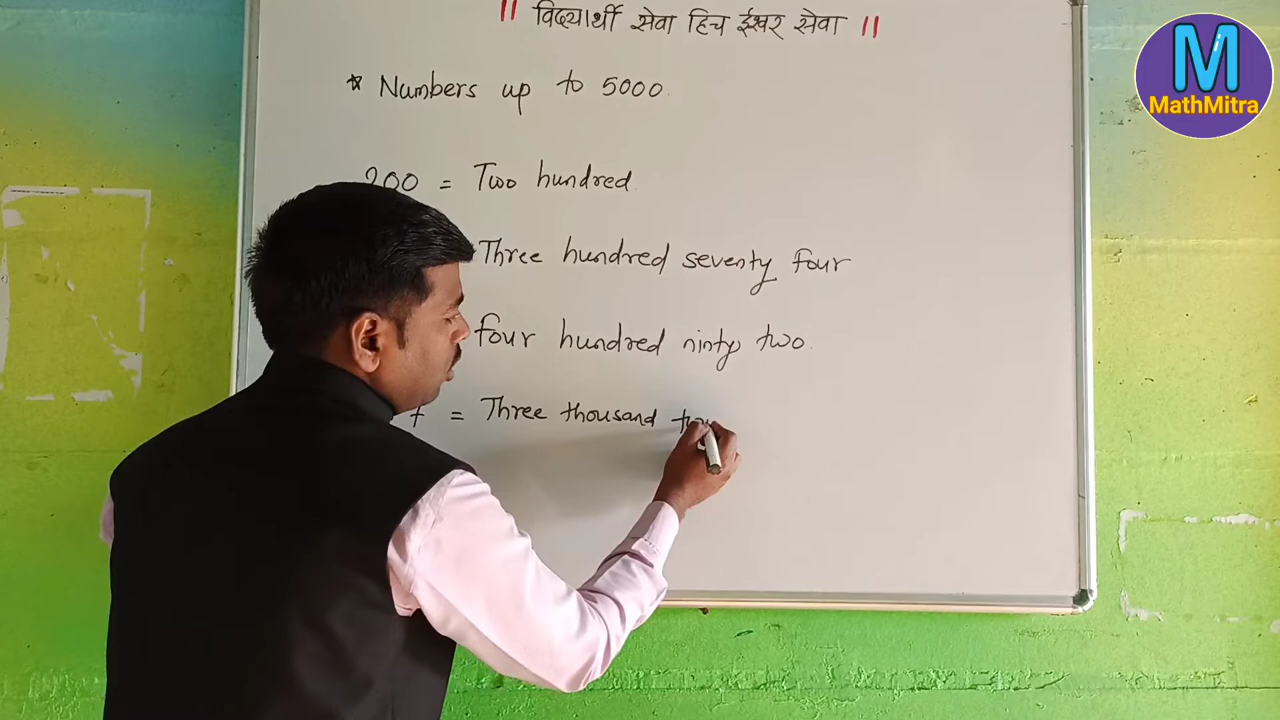 || विद्यार्थी सेवा हिच ईश्वर सेवा ||
M
MathMitra
* Numbers up to 5000.
200 = Two hundred.
Three hundred seventy four
four hundred ninty two.
= Three thousand